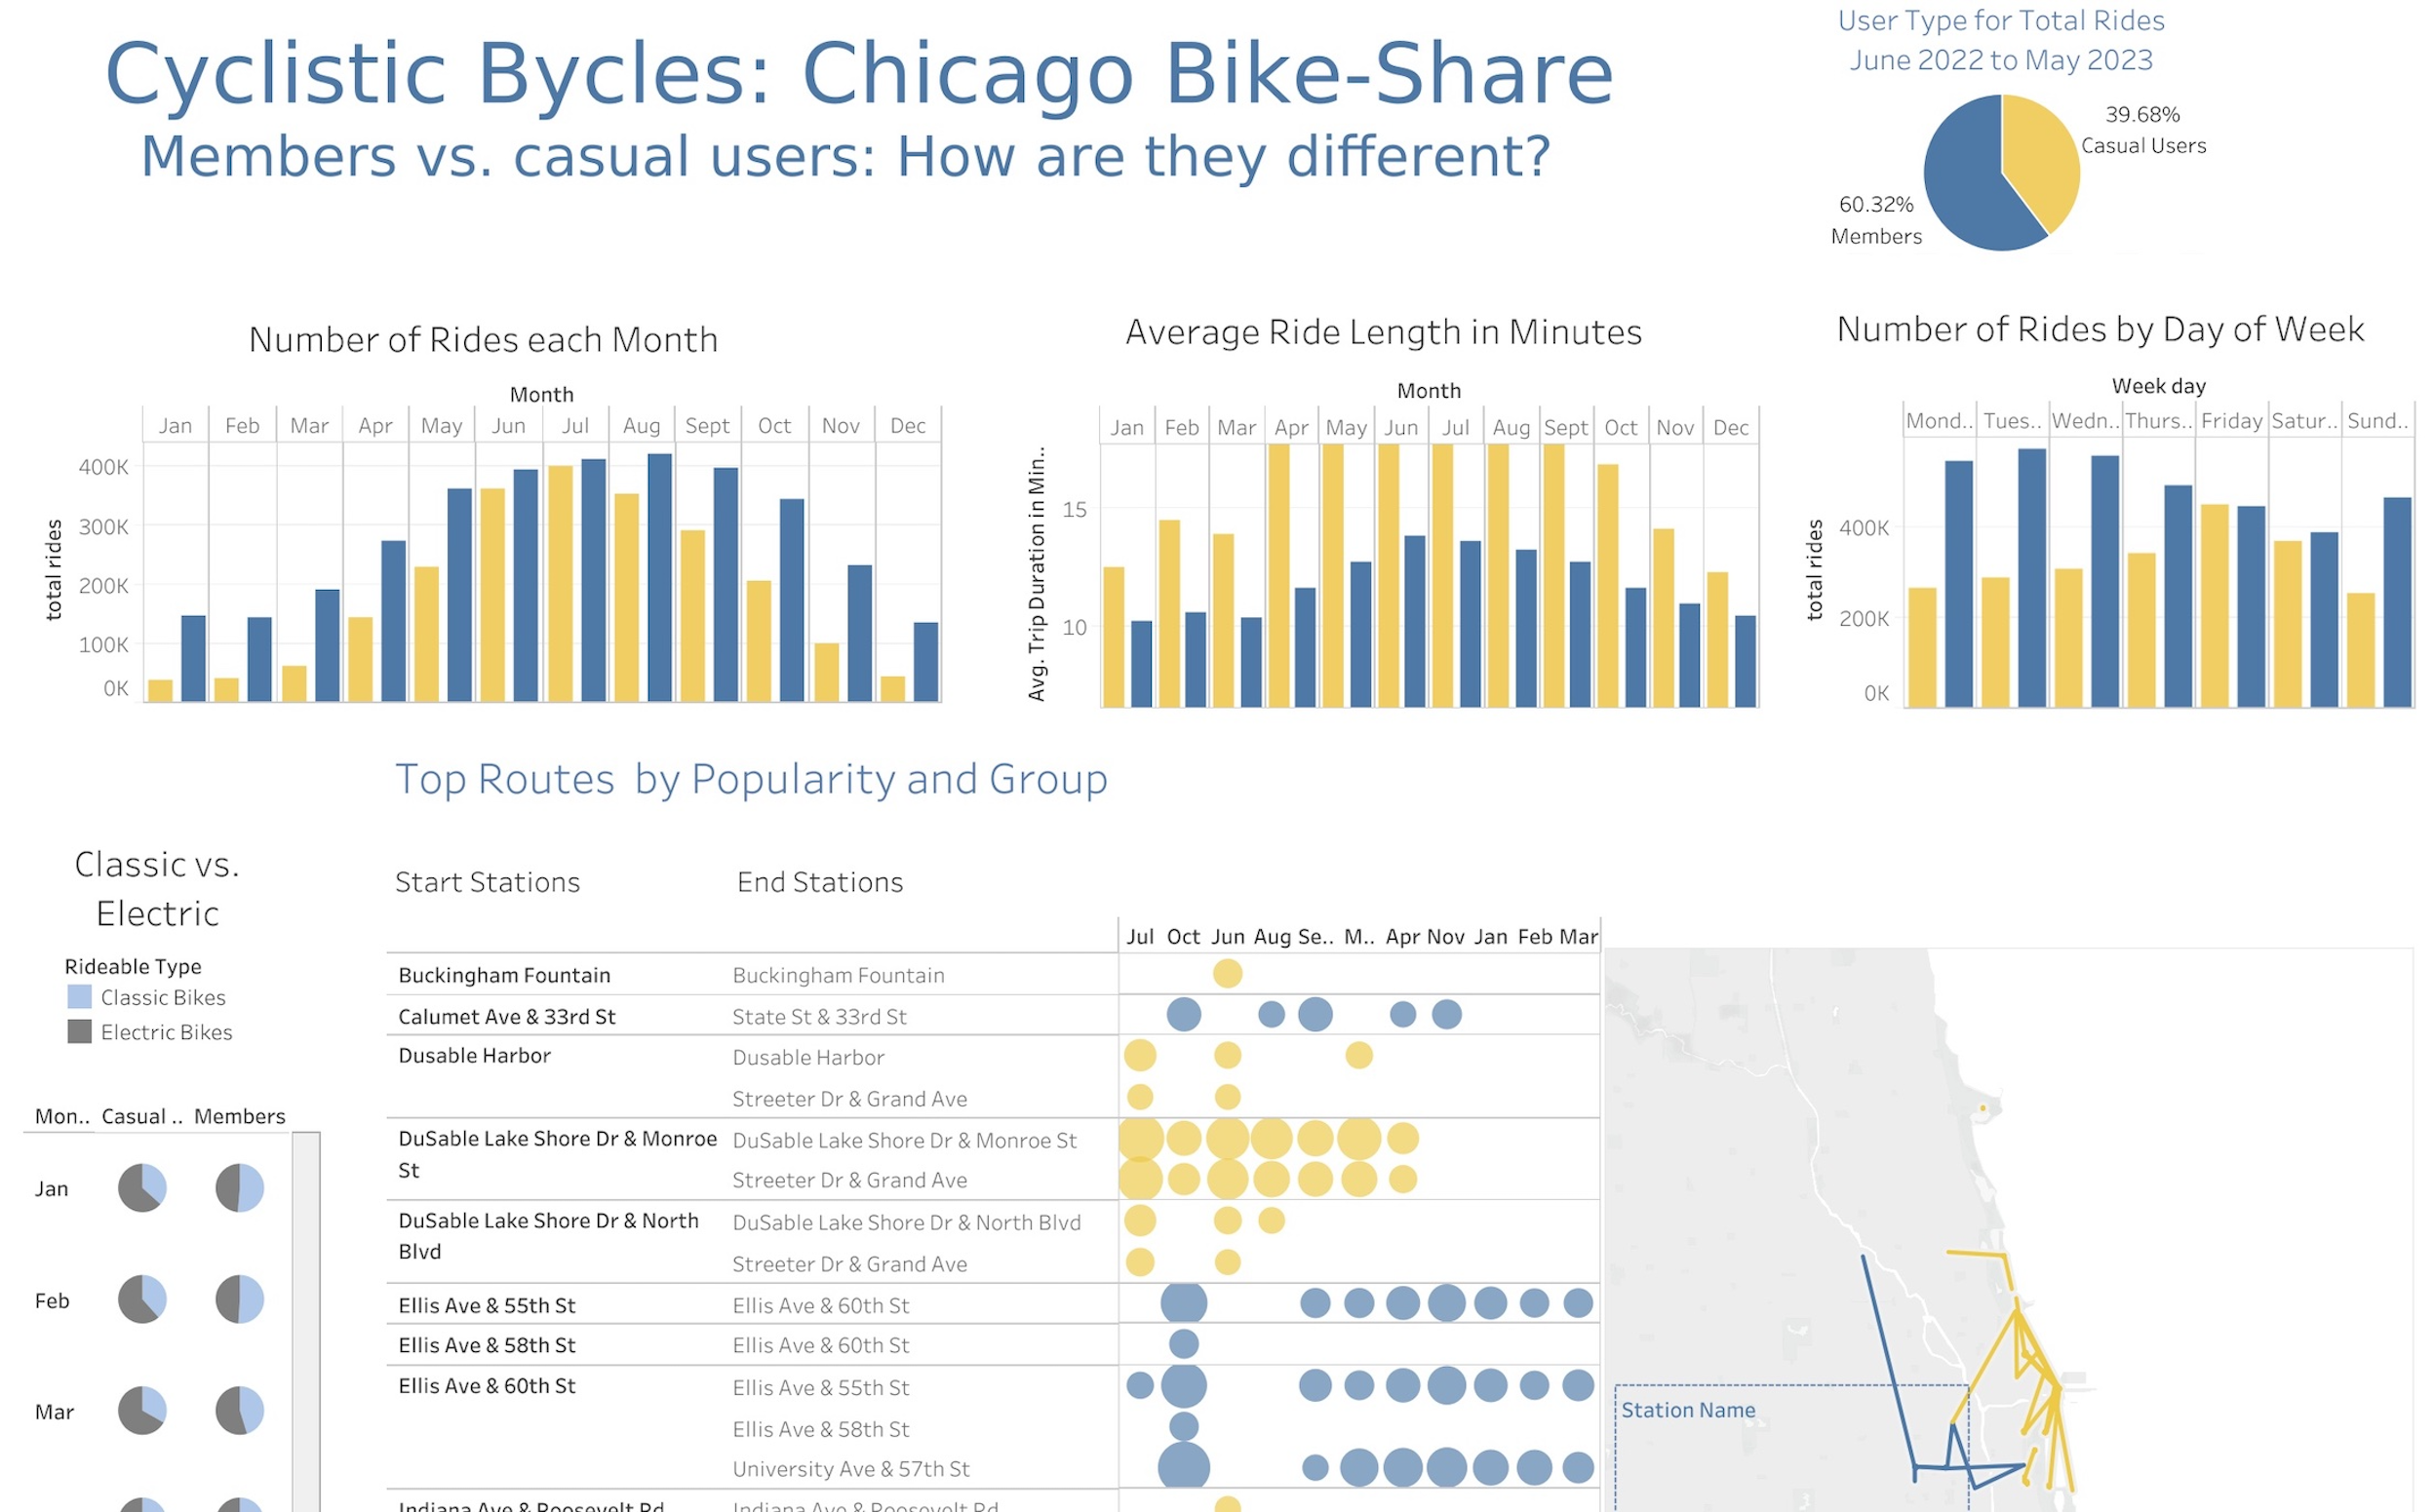 User Type for Total Rides
June 2022 to May 2023
Cyclistic Bycles: Chicago Bike-Share
Members vs. casual users: How are they different?
39.68%
Casual Users
60.32%
Members
Number of Rides each Month
Month
Jan Feb Mar Apr May Jun Jul Aug Sept Oct Nov Dec
total rides
400K
300K
200K
100K
0K
Average Ride Length in Minutes
Month
Jan Feb Mar Apr May Jun Jul Aug Sept Oct Nov Dec
Avg. Trip Duration in Min..
15
10
Number of Rides by Day of Week
Week day
Mond.. Tues.. Wedn.. Thurs.. Friday Satur.. Sund..
total rides
400K
200K
0K
Top Routes by Popularity and Group
Classic vs.
Electric
Rideable Type
Classic Bikes
Electric Bikes
Mon.. Casual .. Members
Jan
Feb
Mar
Start Stations End Stations
Jul Oct Jun Aug Se.. M.. Apr Nov Jan Feb Mar
Buckingham Fountain Buckingham Fountain
Calumet Ave & 33rd St State St & 33rd St
Dusable Harbor Dusable Harbor
Streeter Dr & Grand Ave
DuSable Lake Shore Dr & Monroe DuSable Lake Shore Dr & Monroe St
St Streeter Dr & Grand Ave
DuSable Lake Shore Dr & North DuSable Lake Shore Dr & North Blvd
Blvd Streeter Dr & Grand Ave
Ellis Ave & 55th St Ellis Ave & 60th St
Ellis Ave & 58th St Ellis Ave & 60th St
Ellis Ave & 60th St Ellis Ave & 55th St
Ellis Ave & 58th St
University Ave & 57th St
Indiana Ave & Roosevelt Rd Indiana Ave & Roosevelt Rd
Station Name